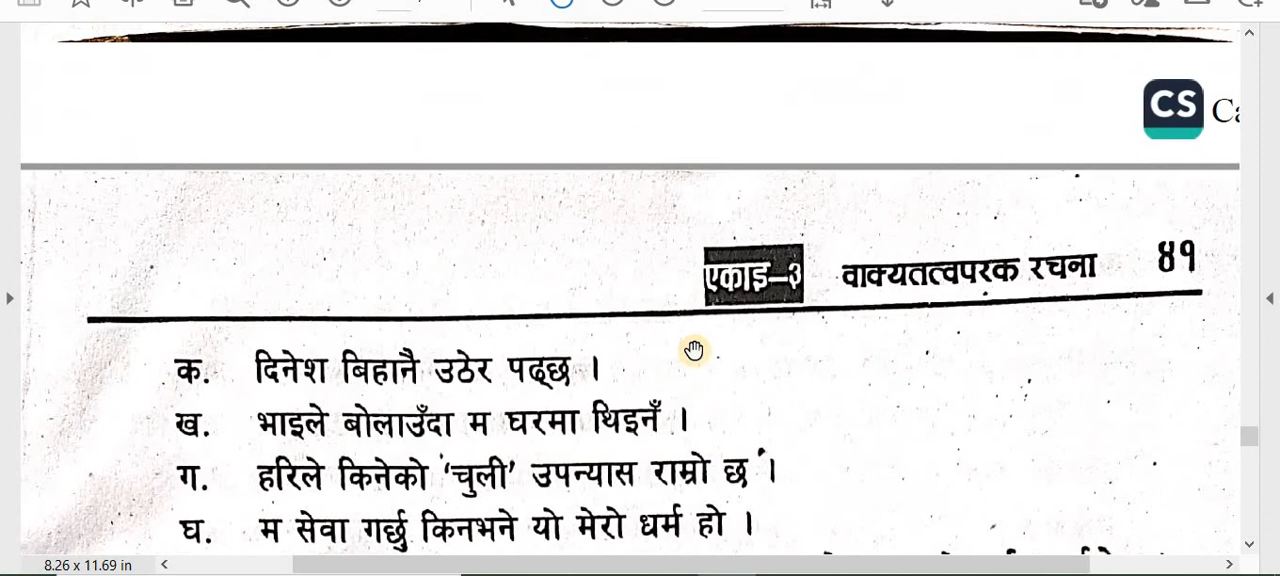 CS
एकाइ–३ वाक्यतत्वपरक रचना ४१
क. दिनेश बिहानै उठेर पढ्छ ।
ख. भाइले बोलाउँदा म घरमा थिइनँ ।
ग. हरिले किनेको 'चुली' उपन्यास राम्रो छ ।
घ. म सेवा गर्छु किनभने यो मेरो धर्म हो ।
8.26 x 11.69 in